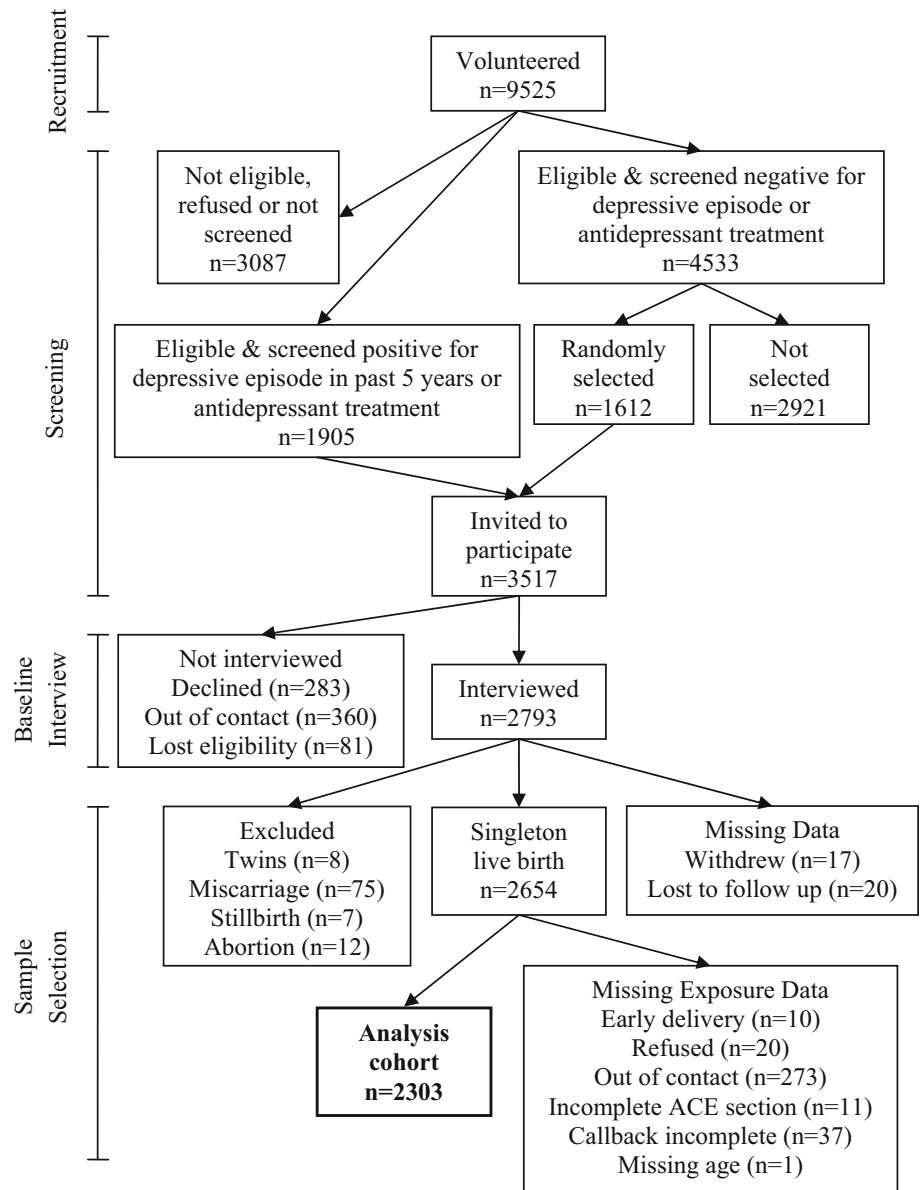 Recruitment
Volunteered
n=9525
Screening
Not eligible,
refused or not
screened
n=3087
Eligible & screened negative for
depressive episode or
antidepressant treatment
n=4533
Eligible & screened positive for
depressive episode in past 5 years or
antidepressant treatment
n=1905
Randomly
selected
n=1612
Not
selected
n=2921
Invited to
participate
n=3517
Baseline
Interview
Not interviewed
Declined (n=283)
Out of contact (n=360)
Lost eligibility (n=81)
Interviewed
n=2793
Sample
Selection
Excluded
Twins (n=8)
Miscarriage (n=75)
Stillbirth (n=7)
Abortion (n=12)
Singleton
live birth
n=2654
Missing Data
Withdrew (n=17)
Lost to follow up (n=20)
Analysis
cohort
n=2303
Missing Exposure Data
Early delivery (n=10)
Refused (n=20)
Out of contact (n=273)
Incomplete ACE section (n=11)
Callback incomplete (n=37)
Missing age (n=1)